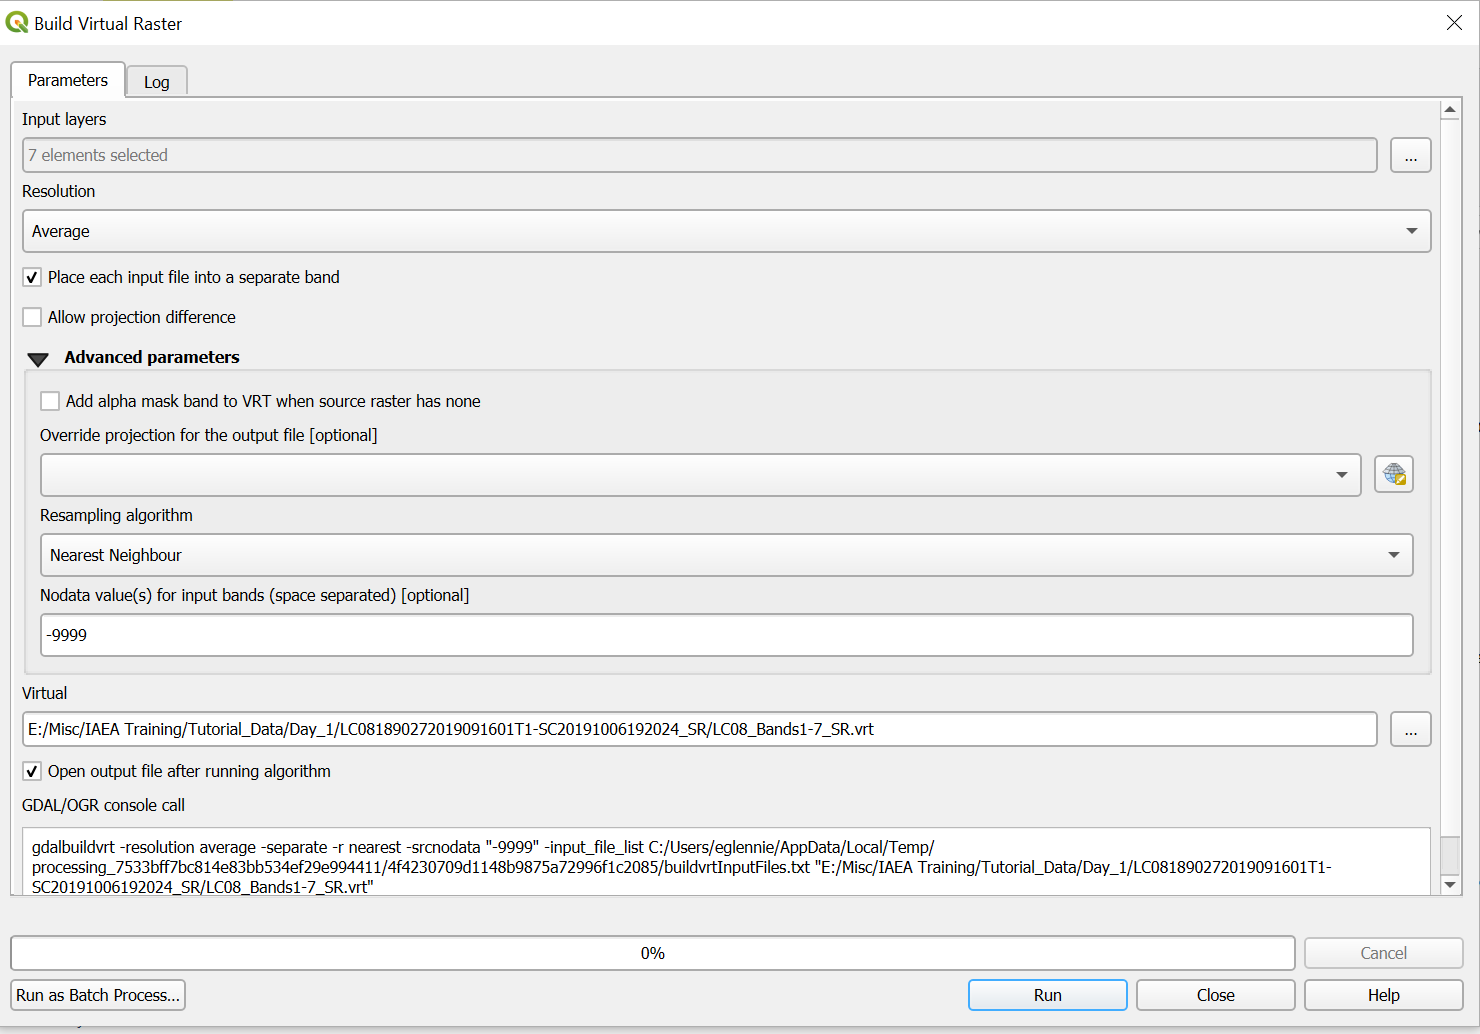 Build Virtual Raster
Parameters
Log
Input layers
7 elements selected
...
Resolution
Average
Place each input file into a separate band
Allow projection difference
Advanced parameters
Add alpha mask band to VRT when source raster has none
Override projection for the output file [optional]
Resampling algorithm
Nearest Neighbour
Nodata value(s) for input bands (space separated) [optional]
-9999
Virtual
E:/Misc/IAEA Training/Tutorial_Data/Day_1/LC081890272019091601T1-SC20191006192024_SR/LC08_Bands1-7_SR.vrt
...
Open output file after running algorithm
GDAL/OGR console call
gdalbuildvrt -resolution average -separate -r nearest -srcnodata "-9999" -input_file_list C:/Users/eglennie/AppData/Local/Temp/
processing_7533bff7bc814e83bb534ef29e994411/4f4230709d1148b9875a72996f1c2085/buildvrtInputFiles.txt "E:/Misc/IAEA Training/Tutorial_Data/Day_1/LC081890272019091601T1-
SC20191006192024_SR/LC08_Bands1-7_SR.vrt"
0%
Cancel
Run as Batch Process...
Run
Close
Help